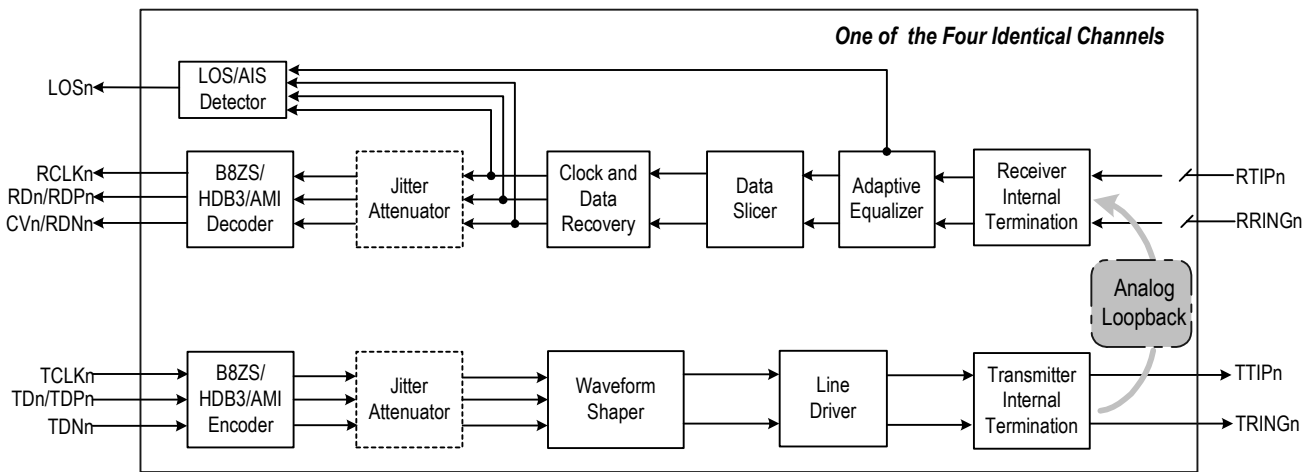 One of the Four Identical Channels
LOSn
LOS/AIS
Detector
RCLKn
RDn/RDPn
CVn/RDNn
B8ZS/
HDB3/AMI
Decoder
Jitter
Attenuator
Clock and
Data
Recovery
Data
Slicer
Adaptive
Equalizer
Receiver
Internal
Termination
RTIPn
RRINGn
Analog
Loopback
TCLKn
TDn/TDPn
TDNn
B8ZS/
HDB3/AMI
Encoder
Jitter
Attenuator
Waveform
Shaper
Line
Driver
Transmitter
Internal
Termination
TTIPn
TRINGn